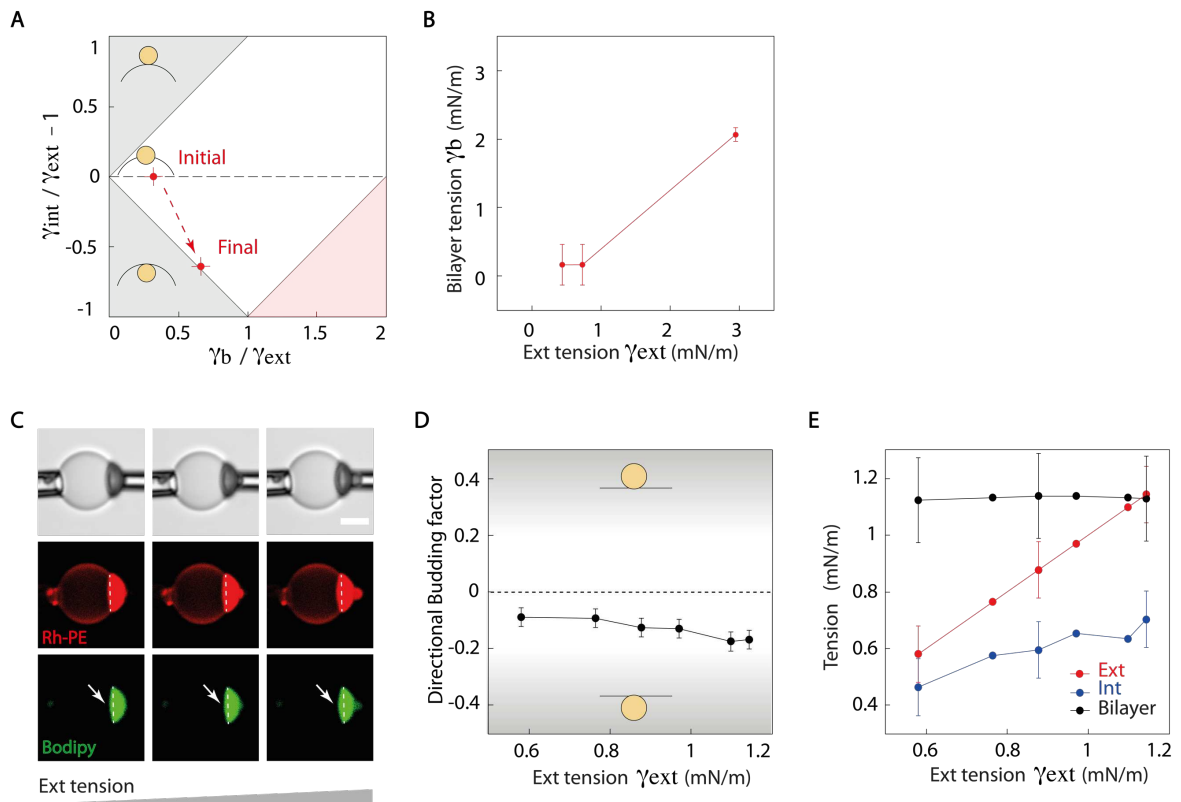 A
1
0.5
0
-0.5
-1
γint / γext - 1
Initial
Final
0
0.5
1
1.5
2
γb / γext
B
3
2
1
0
Bilayer tension γb (mN/m)
0
1
2
3
Ext tension γext (mN/m)
C
Rh-PE
Bodipy
Ext tension
D
0.4
0.2
0
-0.2
-0.4
Directional Budding factor
0.6
0.8
1
1.2
Ext tension γext (mN/m)
E
1.2
1
0.8
0.6
0.4
Tension (mN/m)
Ext
Int
Bilayer
0.6
0.8
1
1.2
Ext tension γext (mN/m)